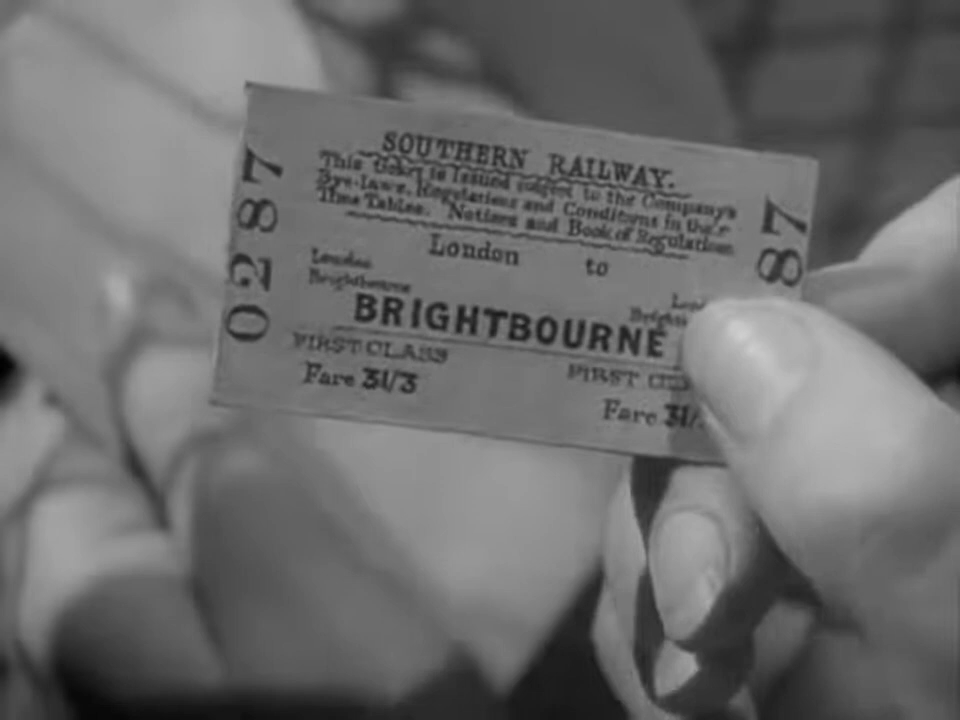 SOUTHERN RAILWAY.
This ticket is issued subject to the Company's
Bye-laws, Regulations and Conditions in their
Time Tables, Notices and Book of Regulations.
London to
London
Brightbourne
BRIGHTBOURNE
FIRST CLASS FIRST
Fare 31/3 Fare 31/
0287
87